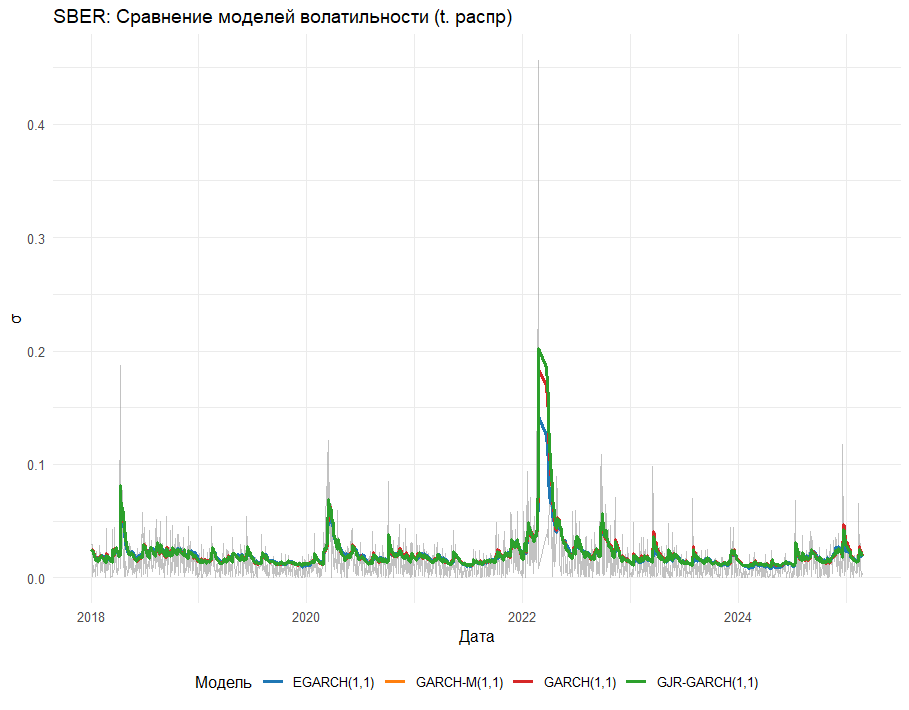 SBER: Сравнение моделей волатильности (t. распр)
0.4
0.3
0.2
0.1
0.0
σ
2018 2020 2022 2024
Дата
Модель EGARCH(1,1) GARCH-M(1,1) GARCH(1,1) GJR-GARCH(1,1)